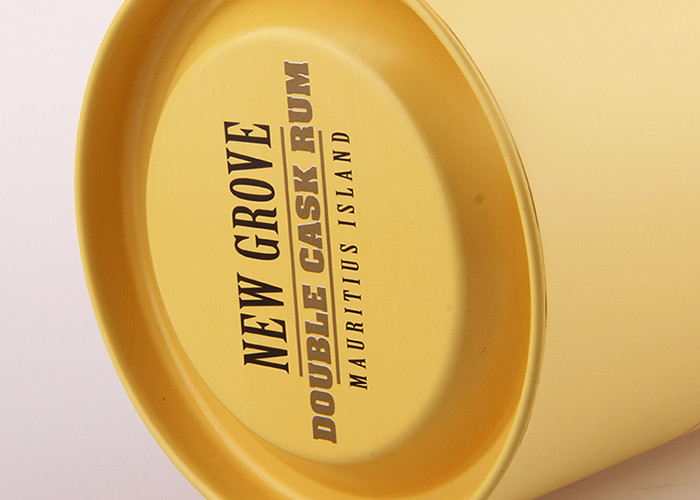 NEW GROVE
DOUBLE CASK RUM
MAURITIUS ISLAND